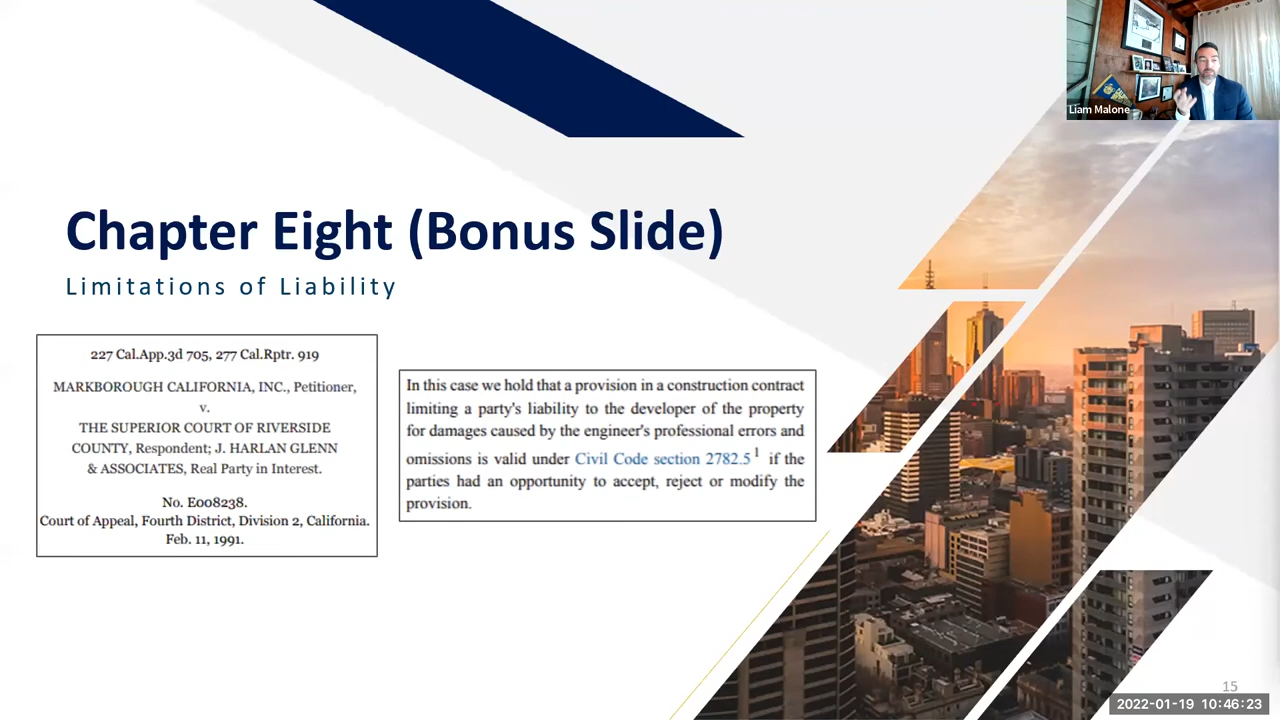 Liam Malone
Chapter Eight (Bonus Slide)
Limitations of Liability
227 Cal.App.3d 705, 277 Cal.Rptr. 919
MARKBOROUGH CALIFORNIA, INC., Petitioner,
v.
THE SUPERIOR COURT OF RIVERSIDE
COUNTY, Respondent; J. HARLAN GLENN
& ASSOCIATES, Real Party in Interest.
No. E008238.
Court of Appeal, Fourth District, Division 2, California.
Feb. 11, 1991.
In this case we hold that a provision in a construction contract
limiting a party's liability to the developer of the property
for damages caused by the engineer's professional errors and
omissions is valid under Civil Code section 2782.5 1 if the
parties had an opportunity to accept, reject or modify the
provision.
15
2022-01-19 10:46:23